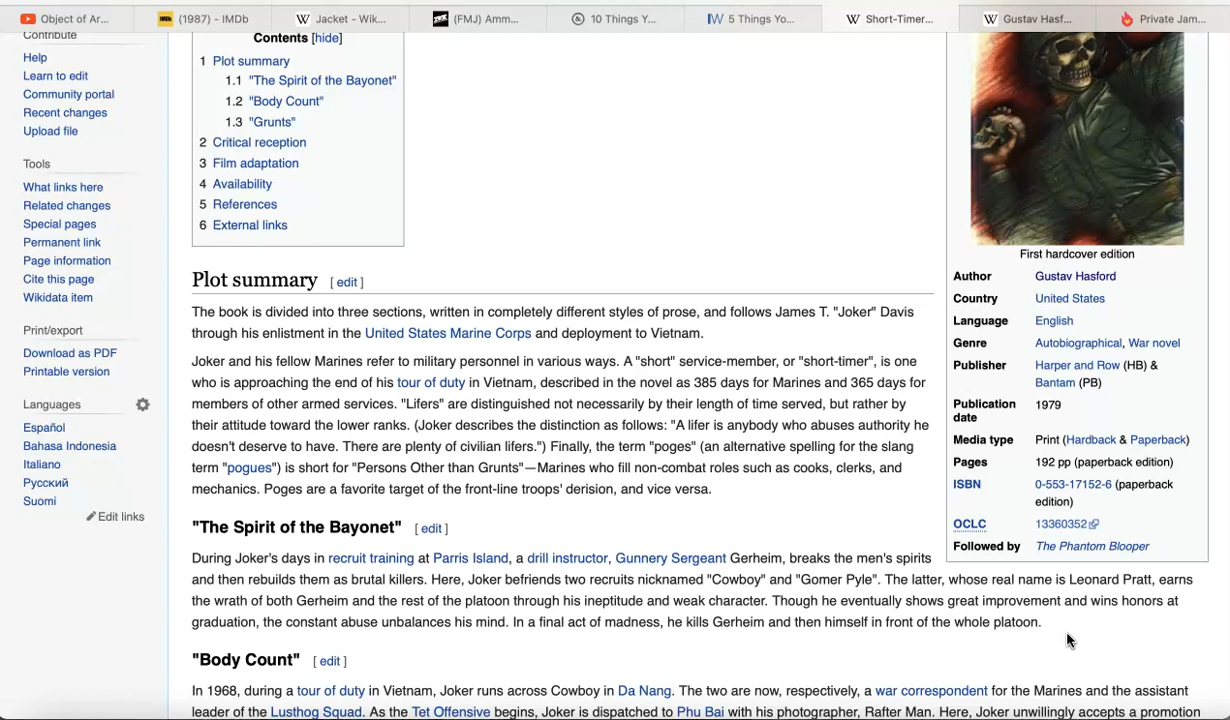 Object of Ar...
(1987) - IMDb
Jacket - Wik...
(FMJ) Amm...
10 Things Y...
5 Things Yo...
Short-Timer...
Gustav Hasf...
Private Jam...
Contribute
Help
Learn to edit
Community portal
Recent changes
Upload file
Tools
What links here
Related changes
Special pages
Permanent link
Page information
Cite this page
Wikidata item
Print/export
Download as PDF
Printable version
Languages
Español
Bahasa Indonesia
Italiano
Русский
Suomi
Edit links
Contents [hide]
1 Plot summary
1.1 "The Spirit of the Bayonet"
1.2 "Body Count"
1.3 "Grunts"
2 Critical reception
3 Film adaptation
4 Availability
5 References
6 External links
Plot summary [ edit ]
The book is divided into three sections, written in completely different styles of prose, and follows James T. "Joker" Davis
through his enlistment in the United States Marine Corps and deployment to Vietnam.
Joker and his fellow Marines refer to military personnel in various ways. A "short" service-member, or "short-timer", is one
who is approaching the end of his tour of duty in Vietnam, described in the novel as 385 days for Marines and 365 days for
members of other armed services. "Lifers" are distinguished not necessarily by their length of time served, but rather by
their attitude toward the lower ranks. (Joker describes the distinction as follows: "A lifer is anybody who abuses authority he
doesn't deserve to have. There are plenty of civilian lifers.") Finally, the term "poges" (an alternative spelling for the slang
term "pogues") is short for "Persons Other than Grunts"—Marines who fill non-combat roles such as cooks, clerks, and
mechanics. Poges are a favorite target of the front-line troops' derision, and vice versa.
"The Spirit of the Bayonet" [ edit ]
During Joker's days in recruit training at Parris Island, a drill instructor, Gunnery Sergeant Gerheim, breaks the men's spirits
and then rebuilds them as brutal killers. Here, Joker befriends two recruits nicknamed "Cowboy" and "Gomer Pyle". The latter, whose real name is Leonard Pratt, earns
the wrath of both Gerheim and the rest of the platoon through his ineptitude and weak character. Though he eventually shows great improvement and wins honors at
graduation, the constant abuse unbalances his mind. In a final act of madness, he kills Gerheim and then himself in front of the whole platoon.
"Body Count" [ edit ]
In 1968, during a tour of duty in Vietnam, Joker runs across Cowboy in Da Nang. The two are now, respectively, a war correspondent for the Marines and the assistant
leader of the Lusthog Squad. As the Tet Offensive begins, Joker is dispatched to Phu Bai with his photographer, Rafter Man. Here, Joker unwillingly accepts a promotion
First hardcover edition
Author Gustav Hasford
Country United States
Language English
Genre Autobiographical, War novel
Publisher Harper and Row (HB) &
Bantam (PB)
Publication 1979
date
Media type Print (Hardback & Paperback)
Pages 192 pp (paperback edition)
ISBN 0-553-17152-6 (paperback
edition)
OCLC 13360352
Followed by The Phantom Blooper